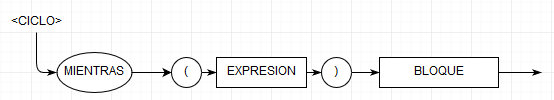 <CICLO>
MIENTRAS ( EXPRESION ) BLOQUE